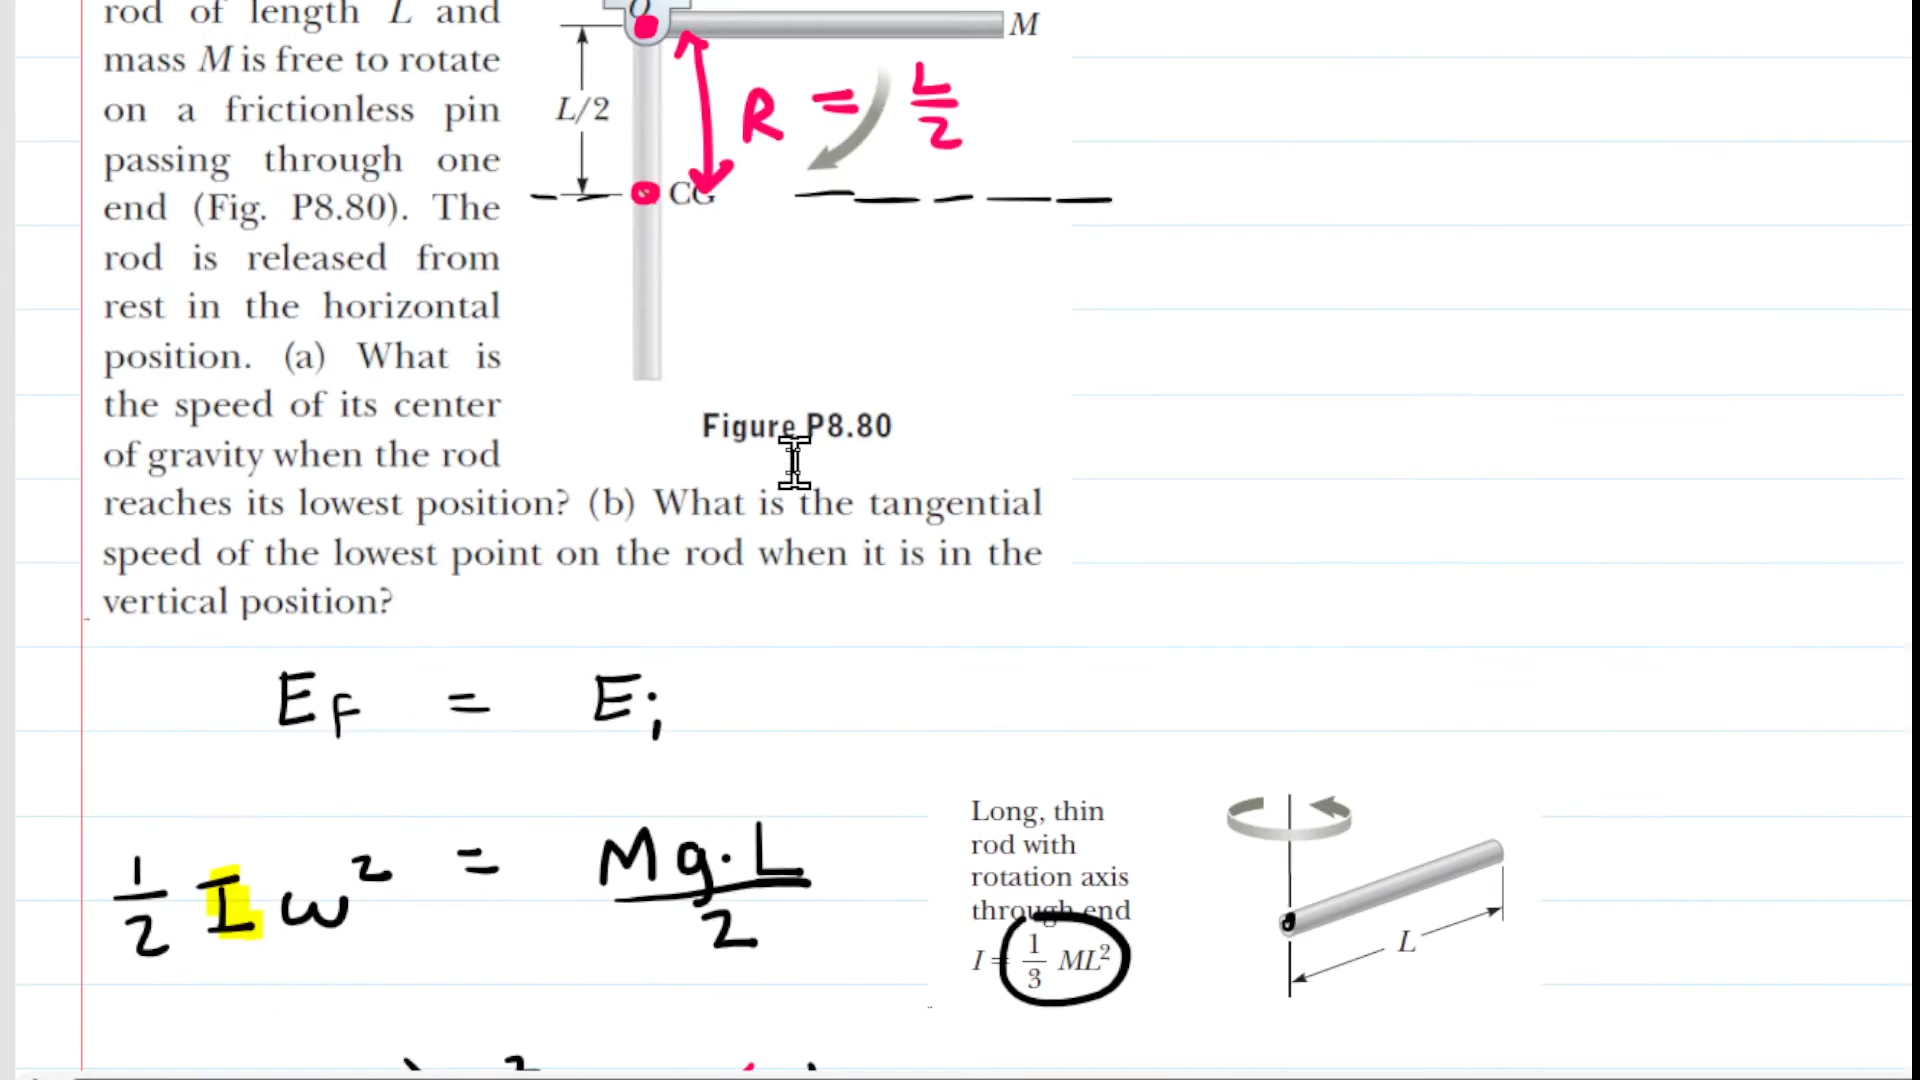 rod of length L and
mass M is free to rotate
on a frictionless pin
passing through one
end (Fig. P8.80). The
rod is released from
rest in the horizontal
position. (a) What is
the speed of its center
of gravity when the rod
reaches its lowest position? (b) What is the tangential
speed of the lowest point on the rod when it is in the
vertical position?
O
M
L/2
R = L/2
CG
Figure P8.80
E_F = E_i
1/2 I ω² = Mg·L/2
Long, thin
rod with
rotation axis
through end
I = 1/3 ML²
L